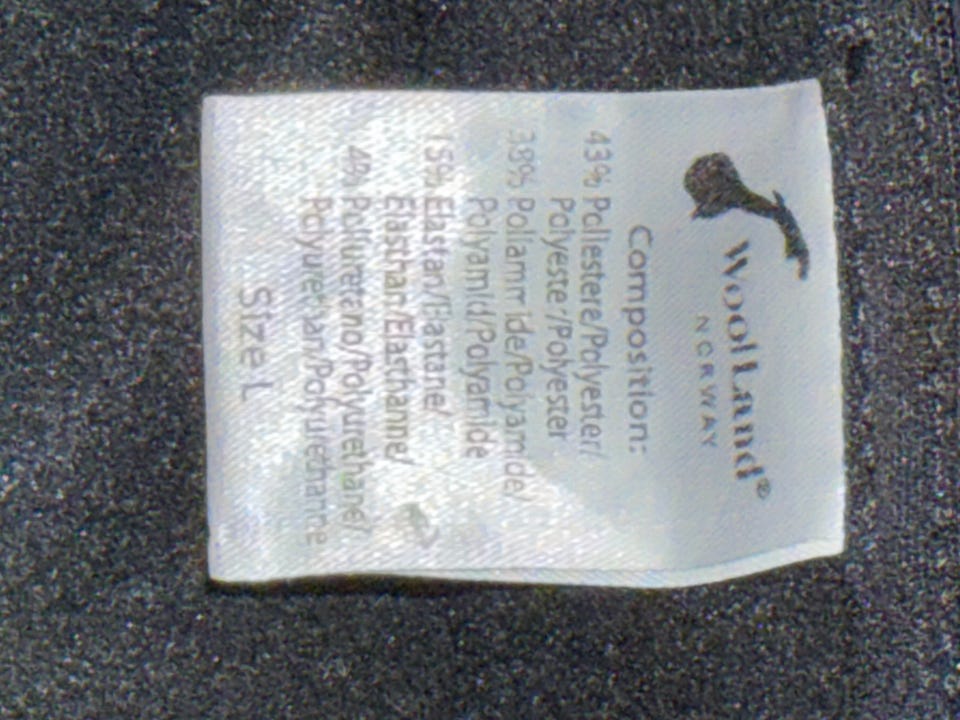 WoolLand®
NORWAY
Composition:
43% Poliestere/Polyester/
Polyester/Polyester
38% Poliammide/Polyamide/
Polyamid/Polyamide
15% Elastan/Elastane/
Elasthan/Elasthanne/
4% Poliuretano/Polyurethane/
Polyurethan/Polyurethanne
Size L